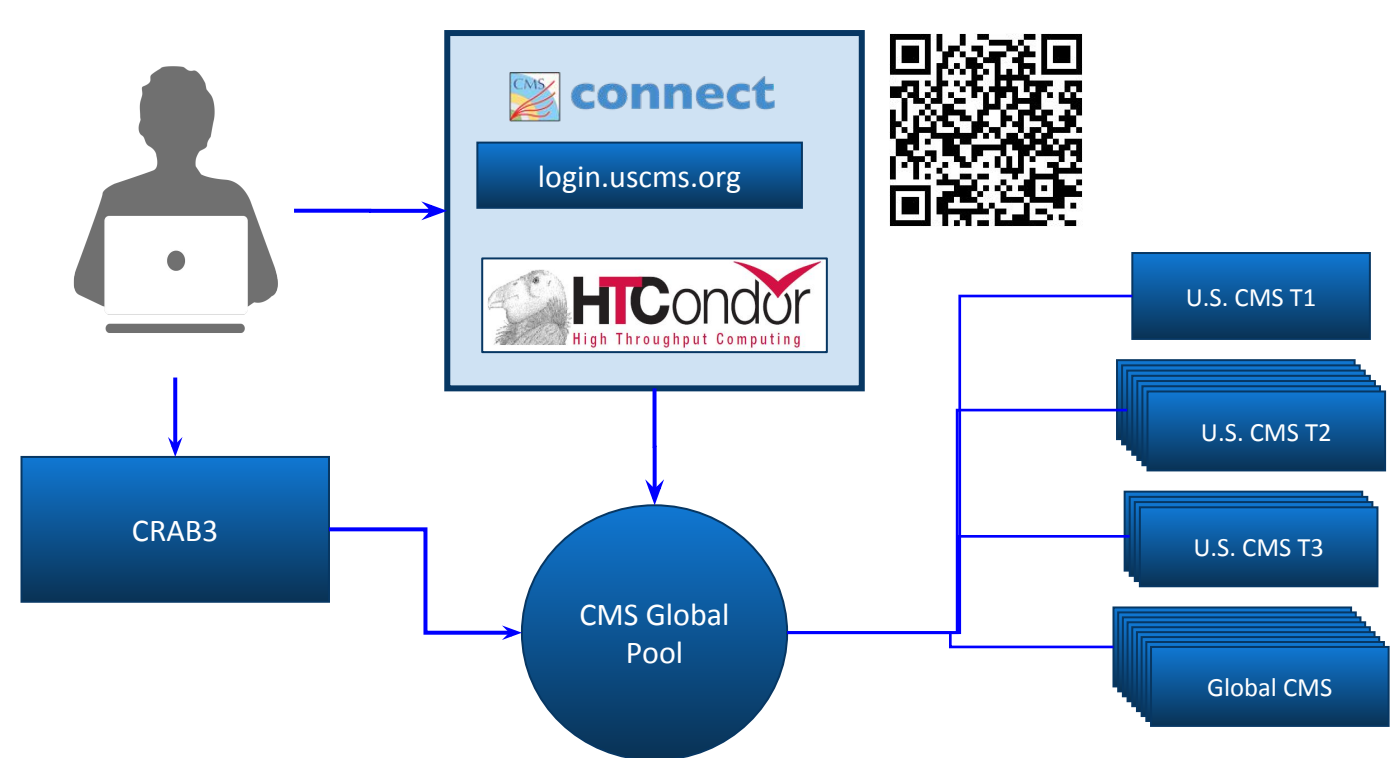 CMS
connect
login.uscms.org
HTCondor
High Throughput Computing
U.S. CMS T1
U.S. CMS T2
CRAB3
U.S. CMS T3
CMS Global
Pool
Global CMS